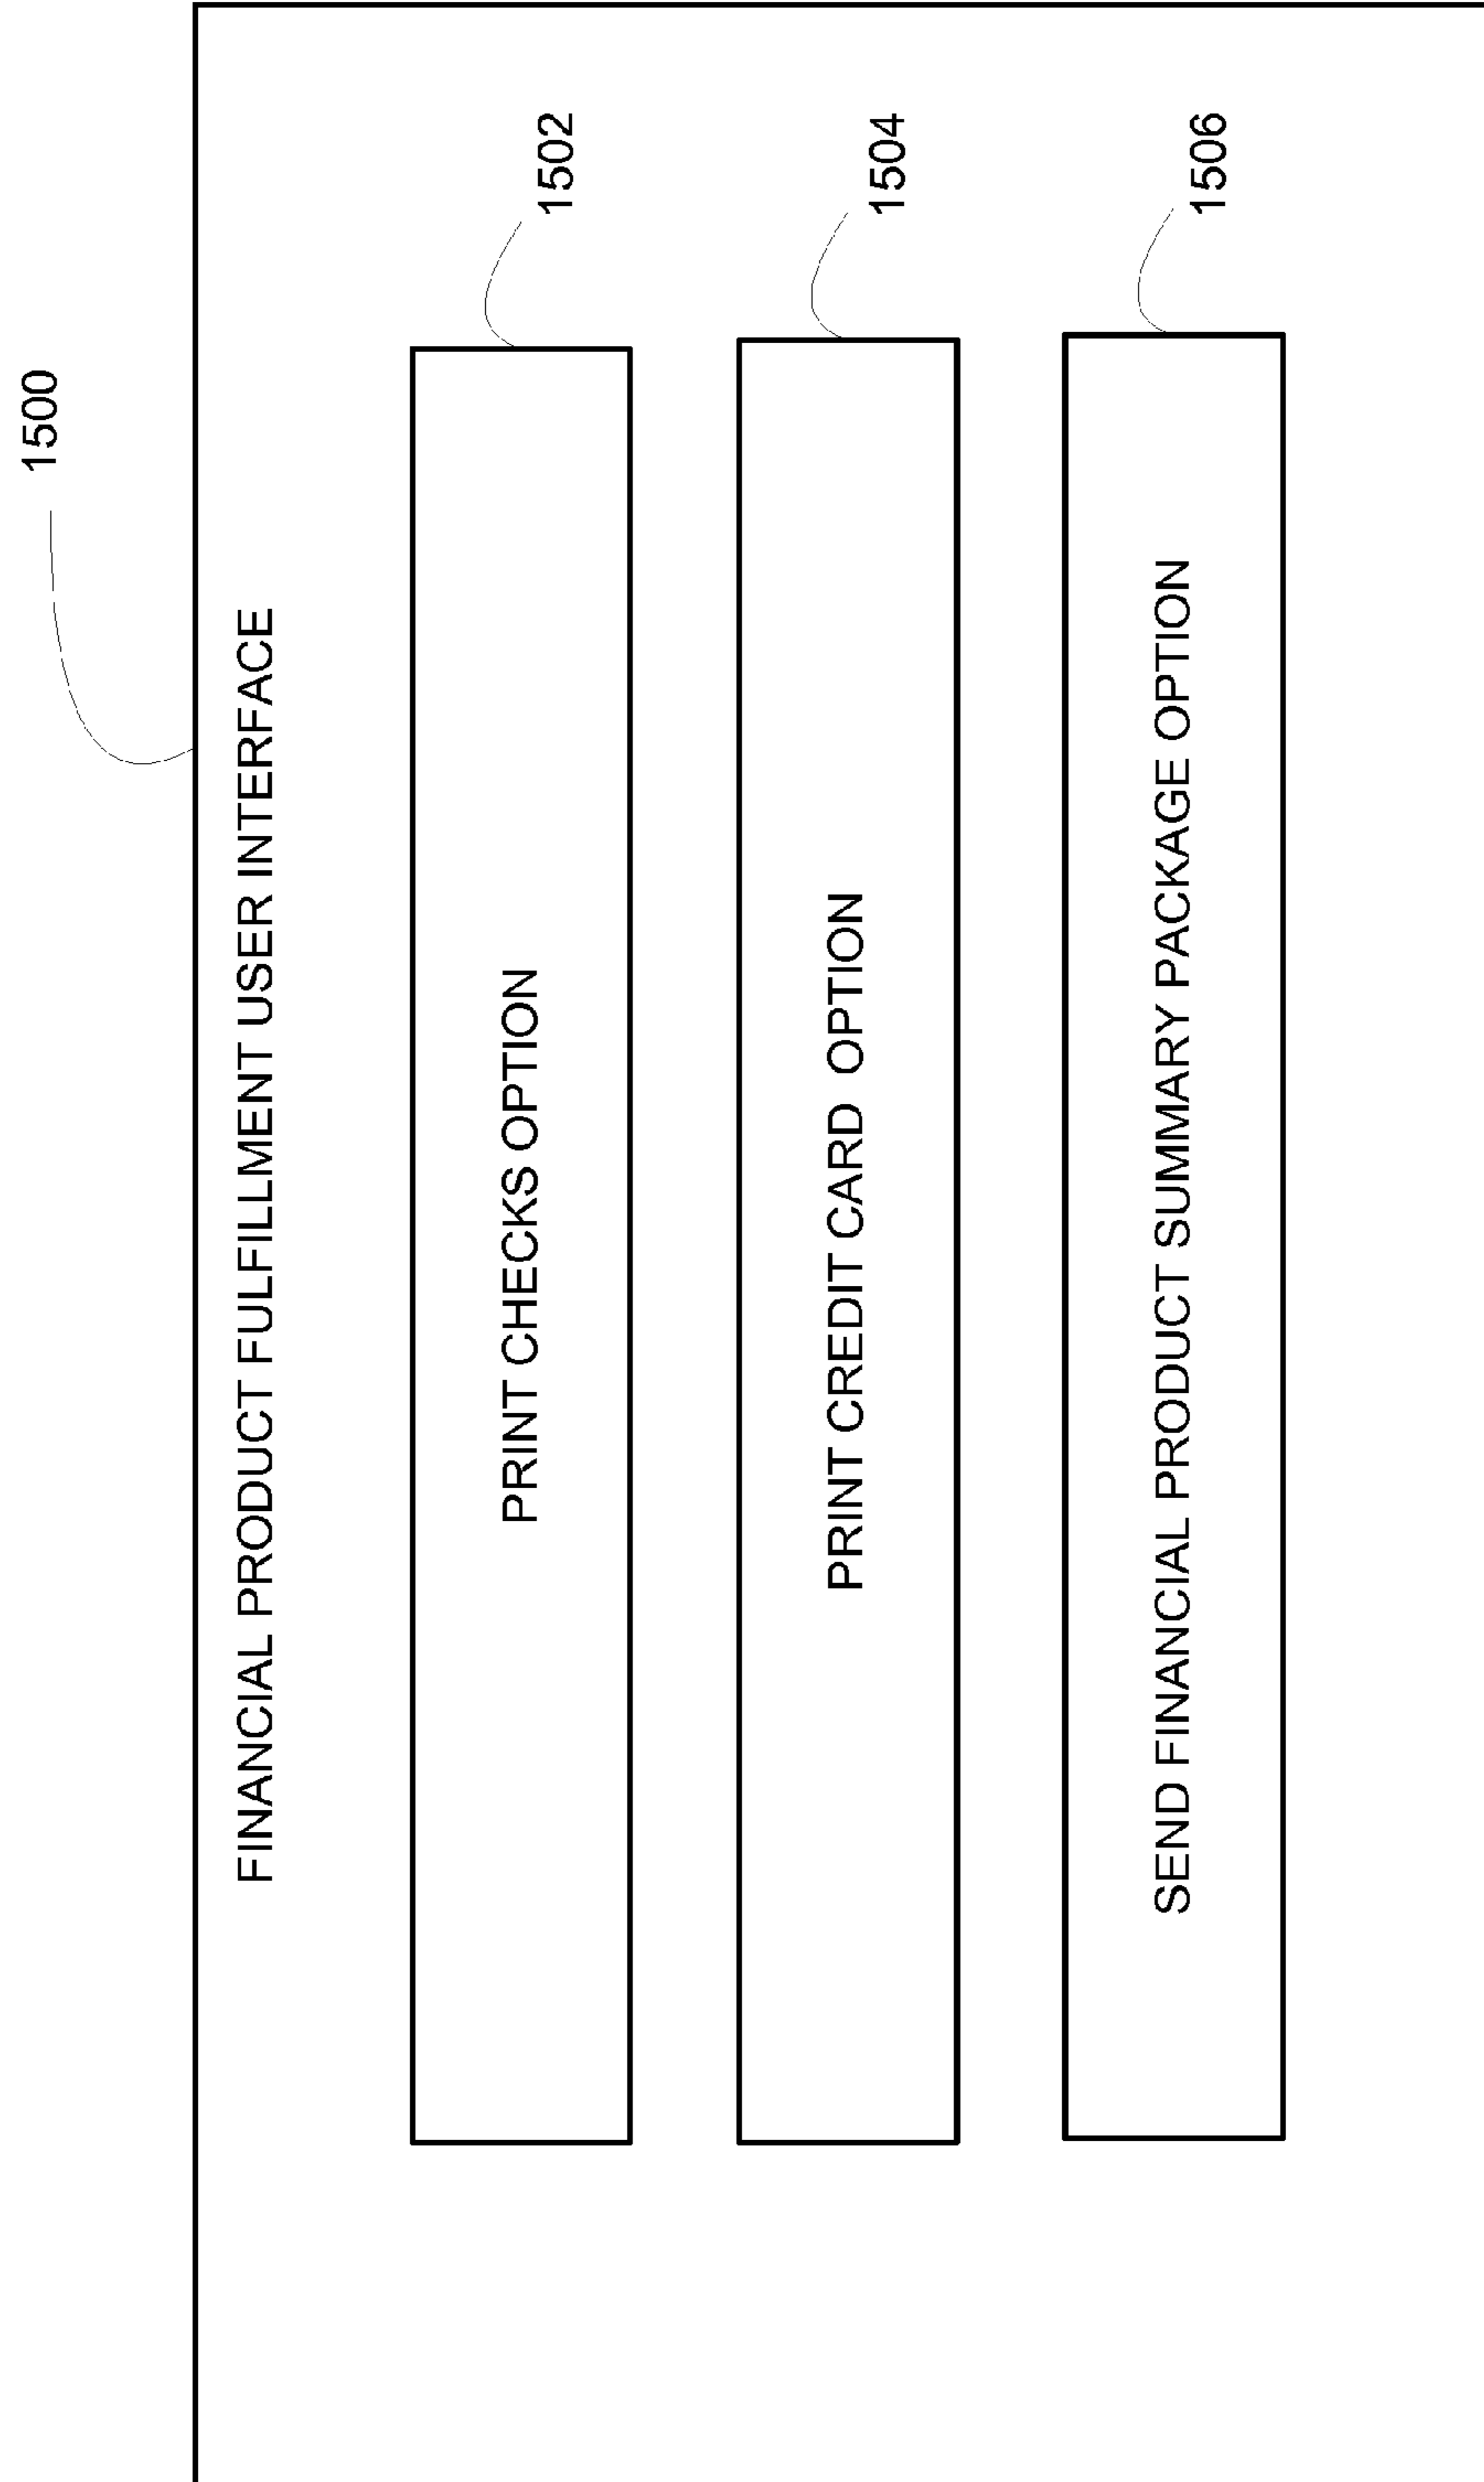 1500
FINANCIAL PRODUCT FULFILLMENT USER INTERFACE
1502
PRINT CHECKS OPTION
1504
PRINT CREDIT CARD OPTION
1506
SEND FINANCIAL PRODUCT SUMMARY PACKAGE OPTION